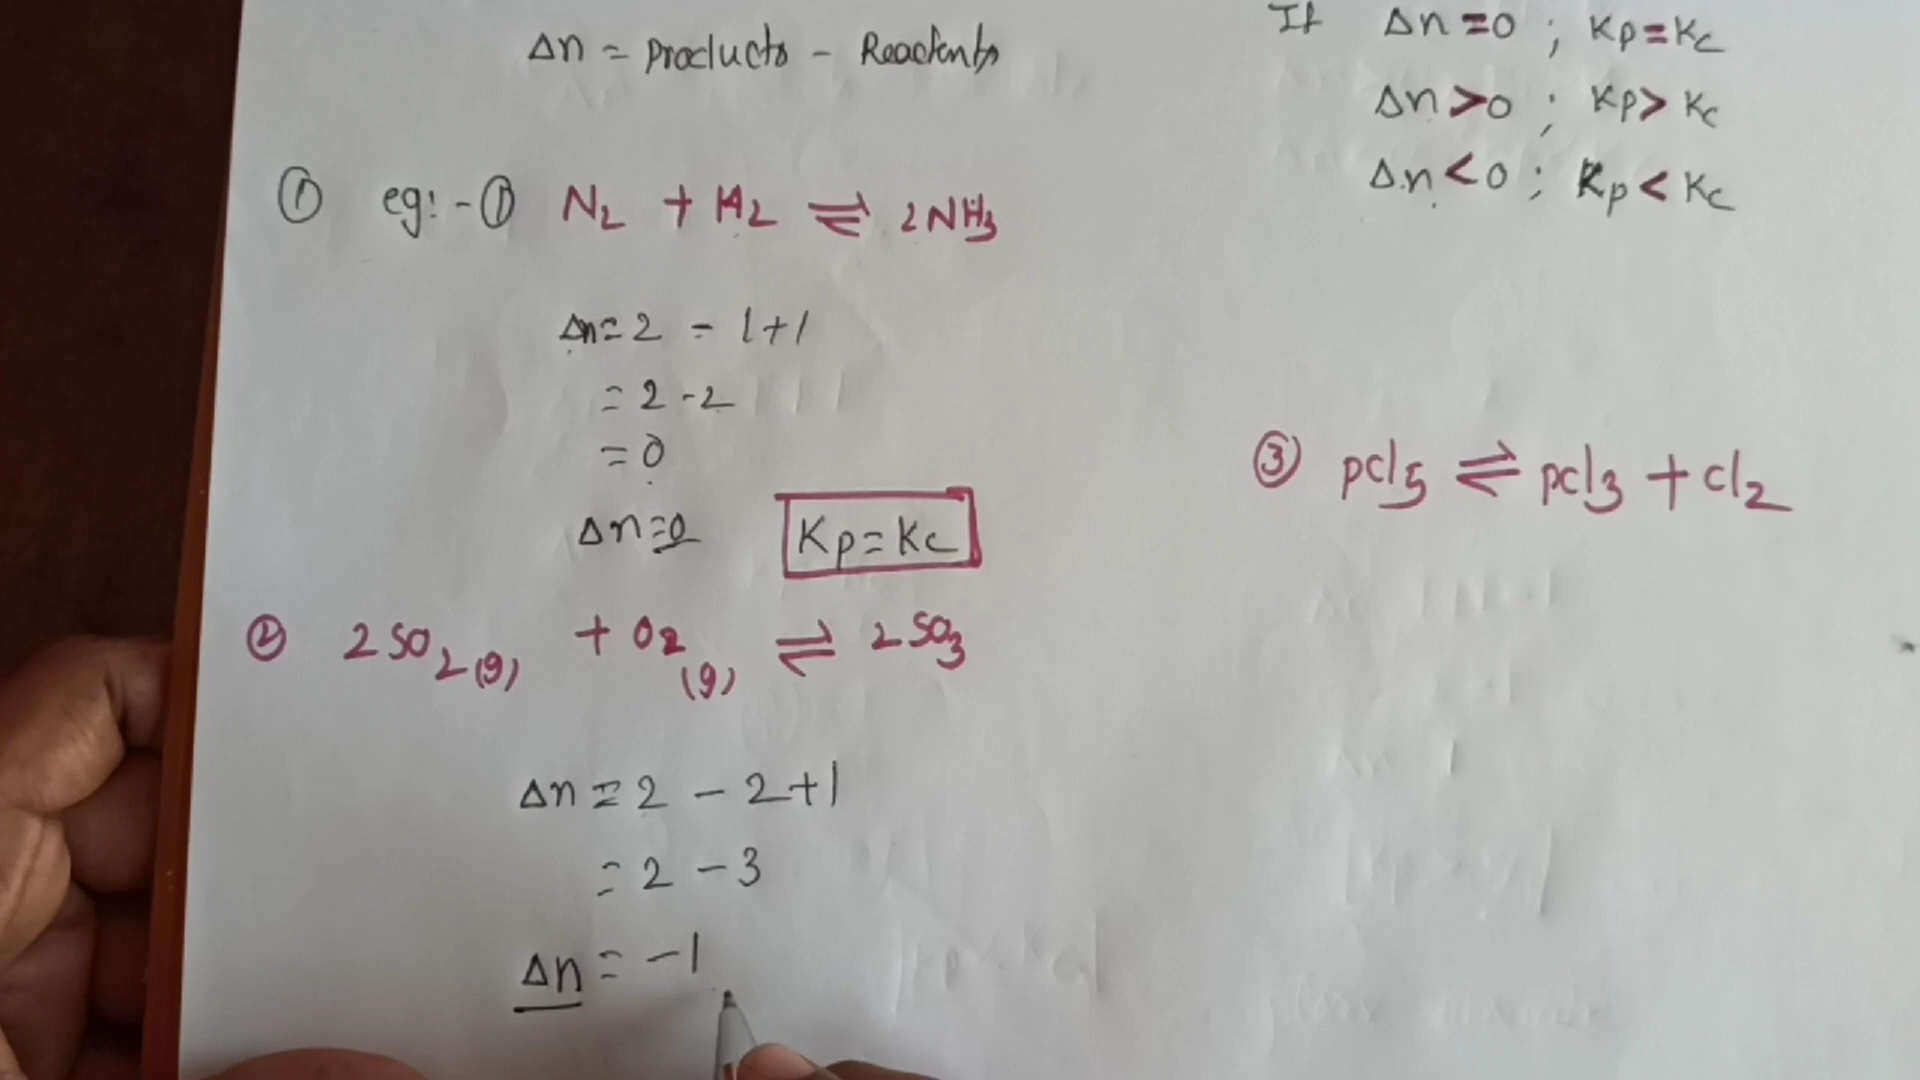 Δn = Products - Reactents
If Δn = 0 ; Kp = Kc
Δn > 0 ; Kp > Kc
Δn < 0 ; Kp < Kc
① eg:- ① N2 + H2 ⇌ 2NH3
Δn = 2 - 1+1
= 2 - 2
= 0
Δn = 0 Kp = Kc
② 2SO2(g) + O2(g) ⇌ 2SO3
Δn = 2 - 2+1
= 2 - 3
Δn = -1
③ pcl5 ⇌ pcl3 + cl2